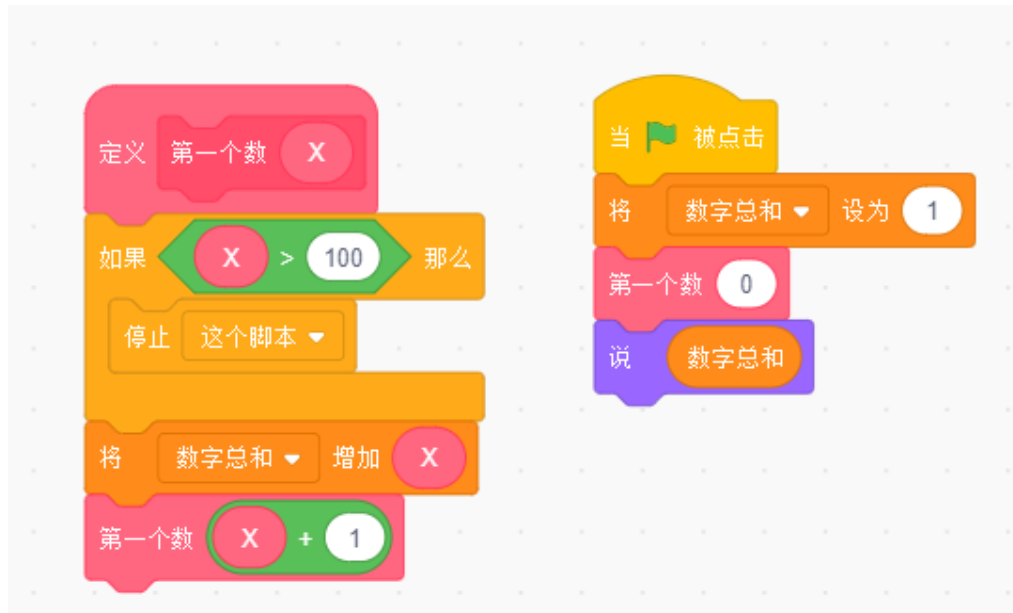 定义 第一个数 X
如果 X > 100 那么
停止 这个脚本
将 数字总和 增加 X
第一个数 X + 1
当 被点击
将 数字总和 设为 1
第一个数 0
说 数字总和